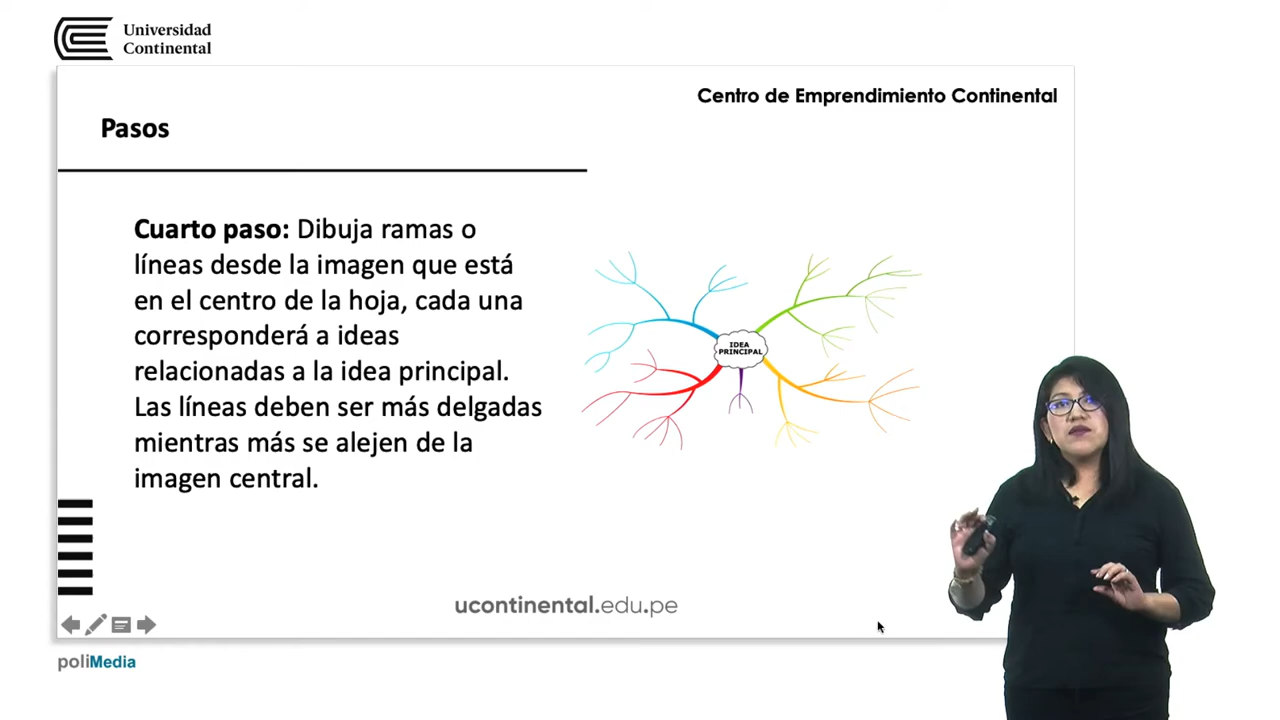 Universidad
Continental
Centro de Emprendimiento Continental
Pasos
Cuarto paso: Dibuja ramas o
líneas desde la imagen que está
en el centro de la hoja, cada una
corresponderá a ideas
relacionadas a la idea principal.
Las líneas deben ser más delgadas
mientras más se alejen de la
imagen central.
IDEA
PRINCIPAL
ucontinental.edu.pe
poliMedia